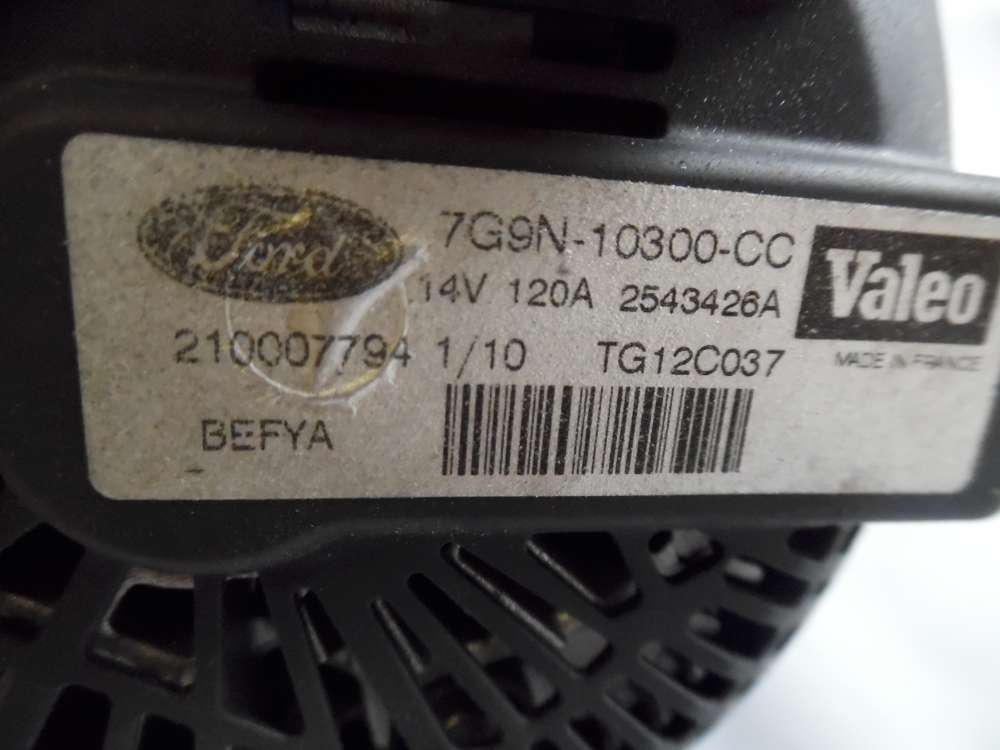 Ford 7G9N-10300-CC Valeo
14V 120A 2543426A
210007794 1/10 TG12C037 MADE IN FRANCE
BEFYA